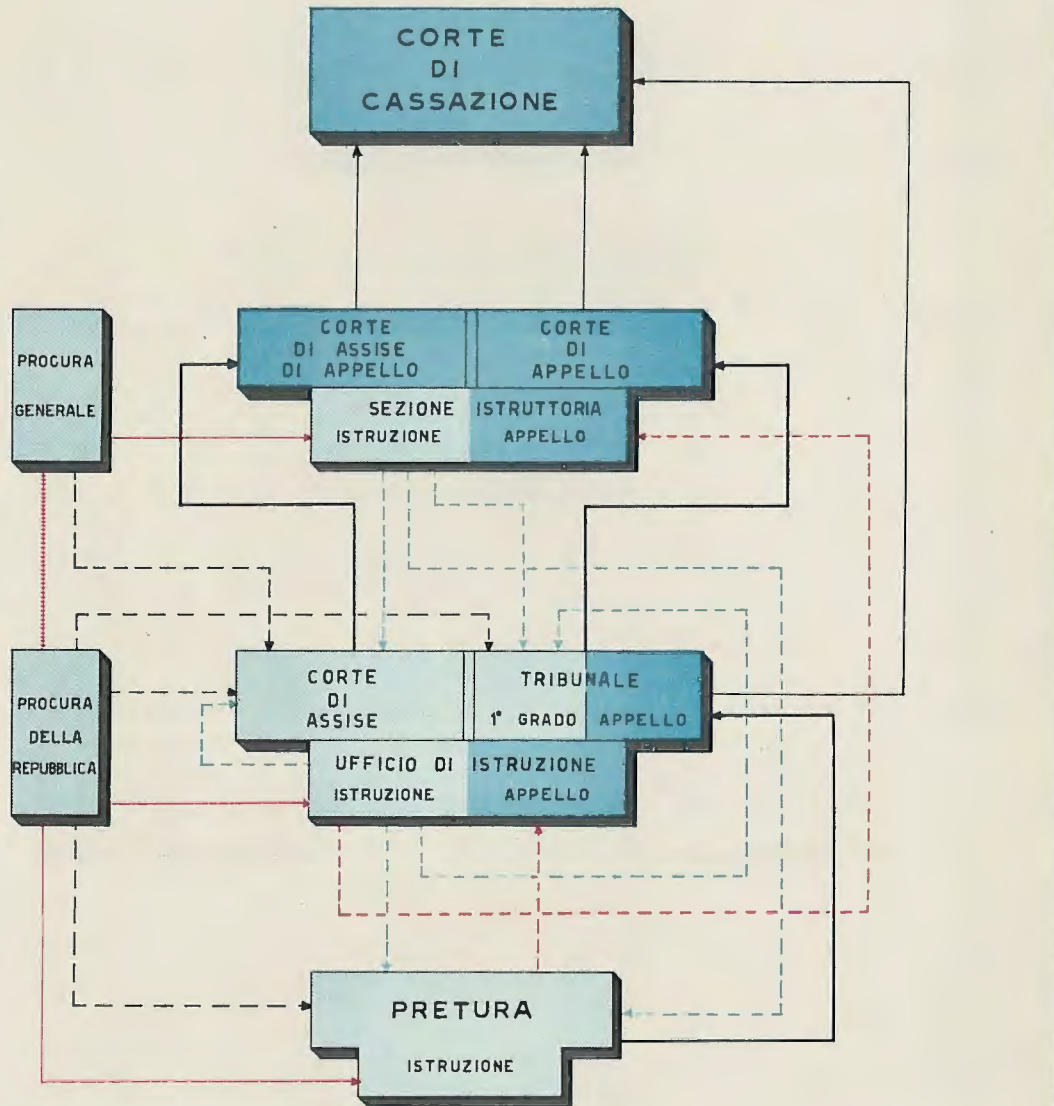 CORTE
DI
CASSAZIONE
PROCURA
GENERALE
CORTE
DI ASSISE
DI APPELLO
CORTE
DI
APPELLO
SEZIONE ISTRUTTORIA
ISTRUZIONE APPELLO
PROCURA
DELLA
REPUBBLICA
CORTE
DI
ASSISE
TRIBUNALE
1° GRADO APPELLO
UFFICIO DI ISTRUZIONE
ISTRUZIONE APPELLO
PRETURA
ISTRUZIONE